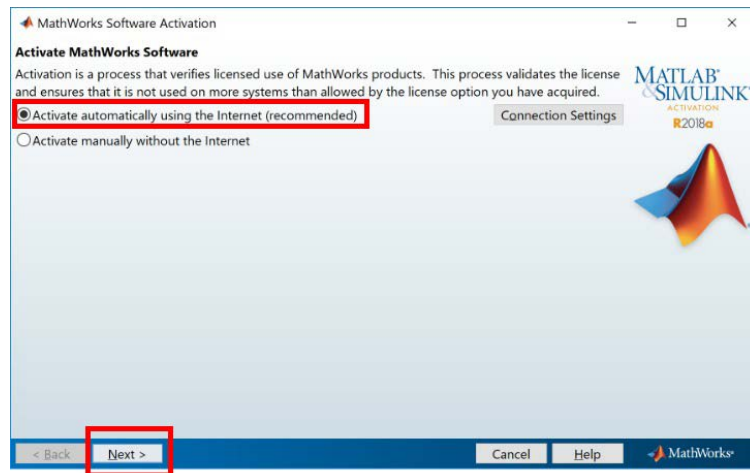 MathWorks Software Activation
Activate MathWorks Software
Activation is a process that verifies licensed use of MathWorks products. This process validates the license
and ensures that it is not used on more systems than allowed by the license option you have acquired.
Activate automatically using the Internet (recommended)
Connection Settings
Activate manually without the Internet
MATLAB®
&SIMULINK®
ACTIVATION
R2018a
< Back
Next >
Cancel
Help
MathWorks®